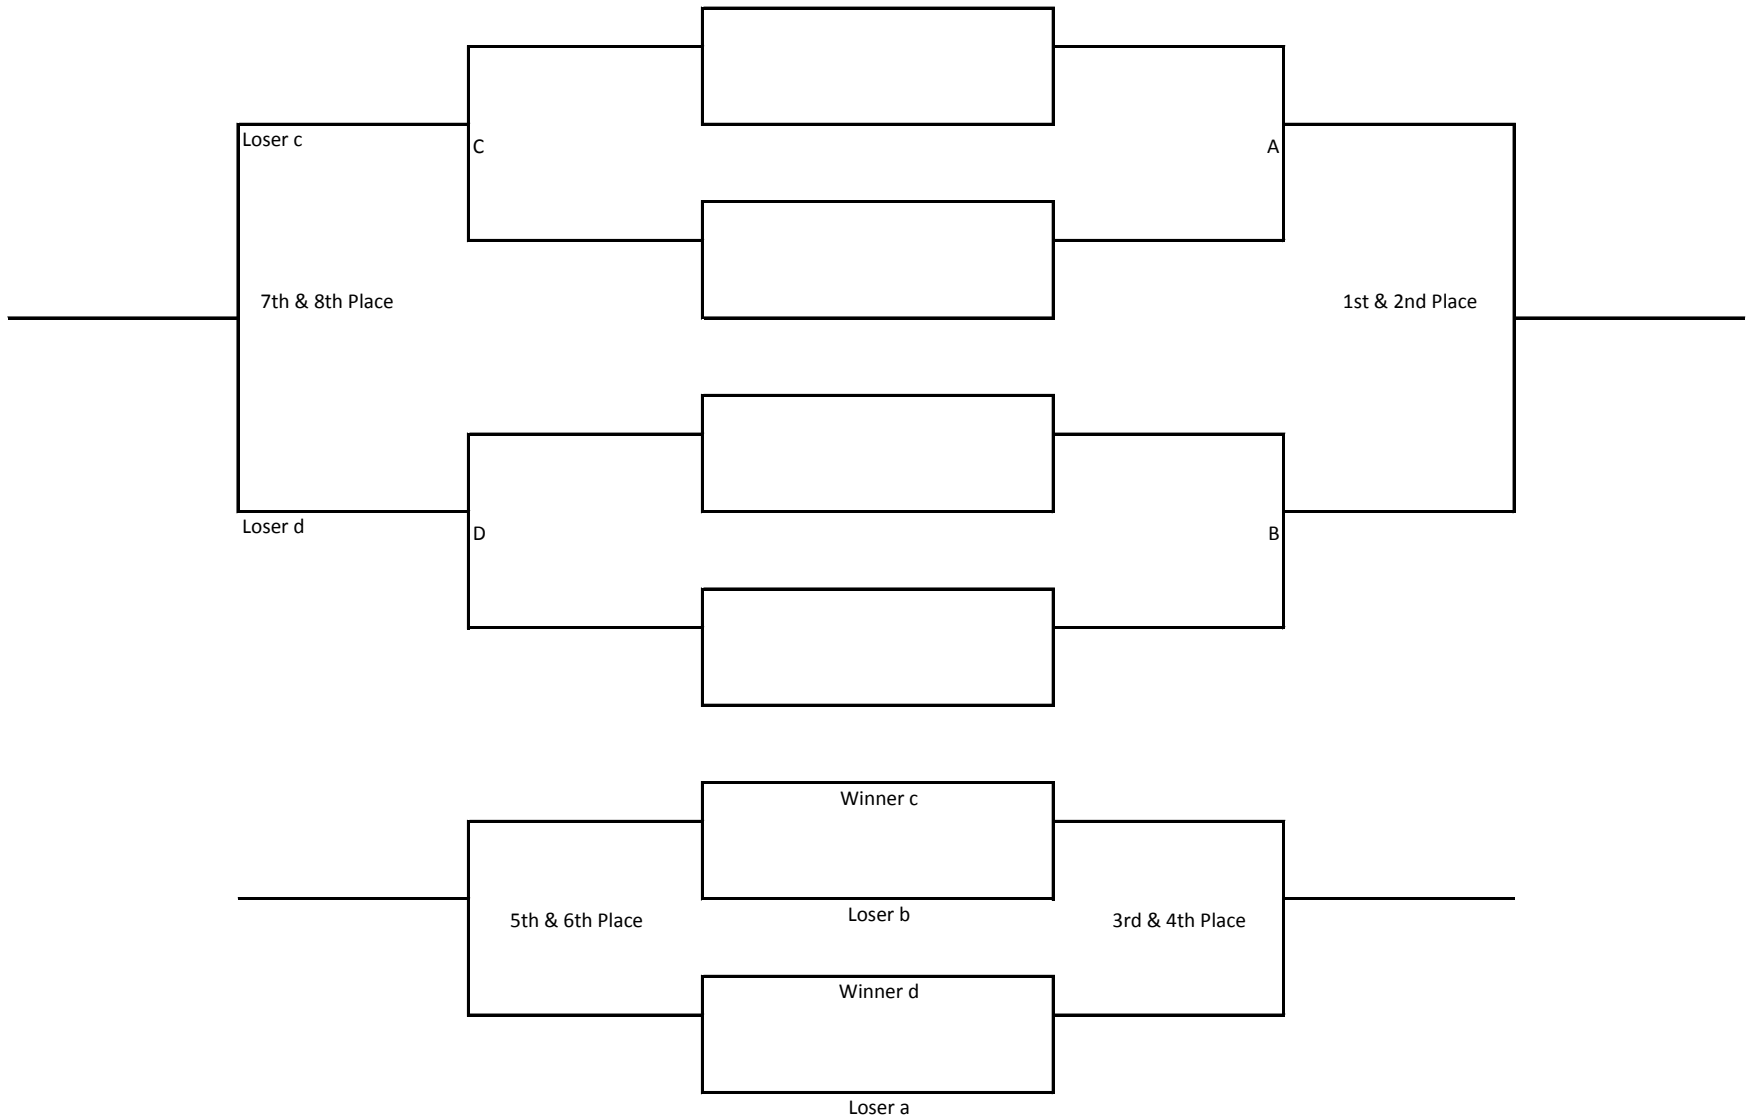 Loser c
C
A
7th & 8th Place
1st & 2nd Place
Loser d
D
B
Winner c
5th & 6th Place
Loser b
3rd & 4th Place
Winner d
Loser a